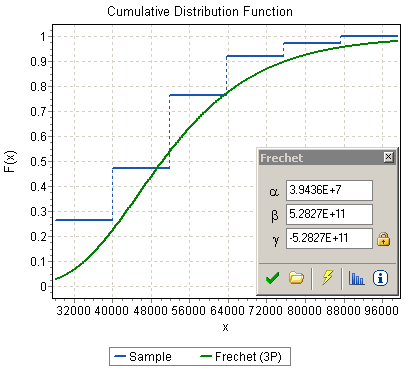 Cumulative Distribution Function
F(x)
1
0.9
0.8
0.7
0.6
0.5
0.4
0.3
0.2
0.1
0
Frechet
α 3.9436E+7
β 5.2827E+11
γ -5.2827E+11
32000 40000 48000 56000 64000 72000 80000 88000 96000
x
Sample Frechet (3P)